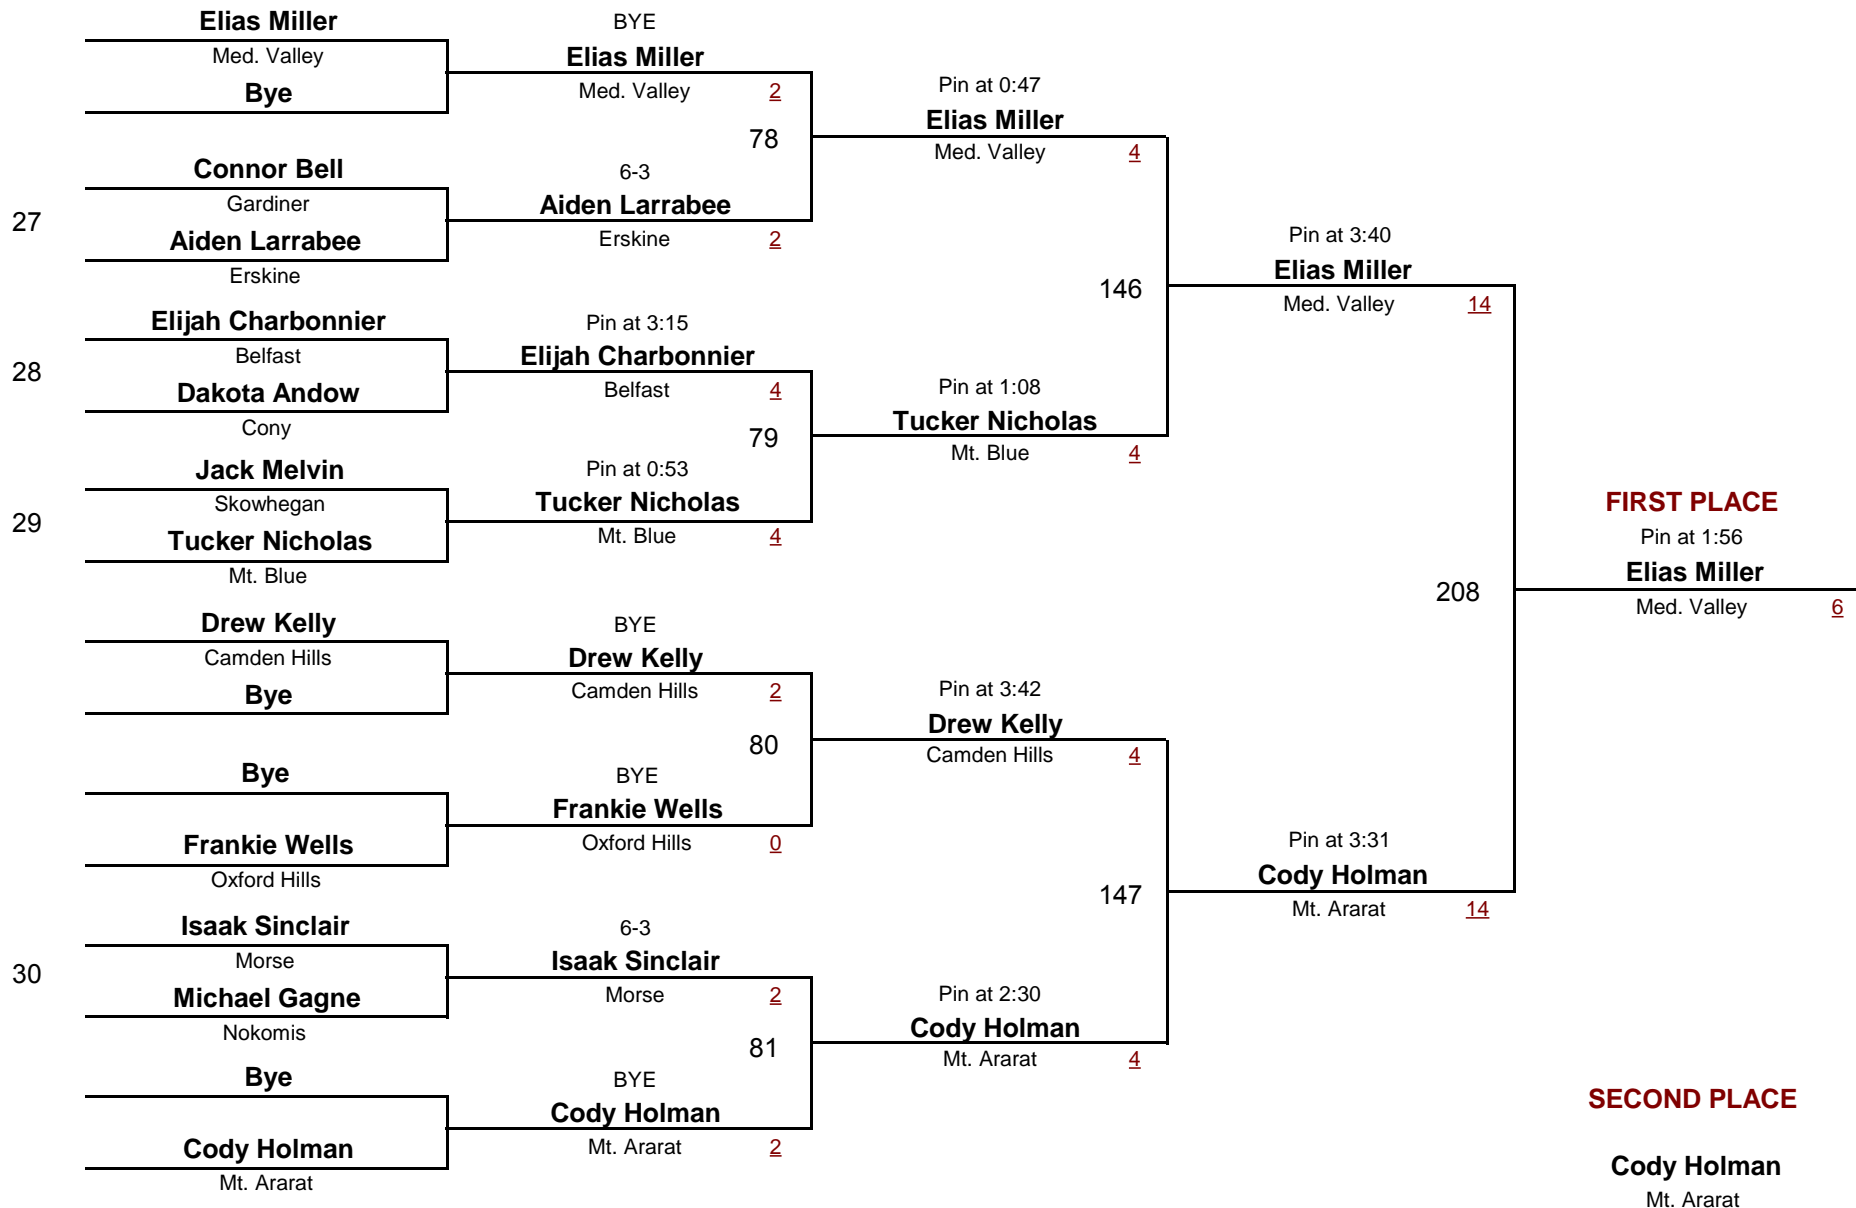 Elias Miller
Med. Valley
Bye
27
Connor Bell
Gardiner
Aiden Larrabee
Erskine
28
Elijah Charbonnier
Belfast
Dakota Andow
Cony
29
Jack Melvin
Skowhegan
Tucker Nicholas
Mt. Blue
Drew Kelly
Camden Hills
Bye
Bye
Frankie Wells
Oxford Hills
30
Isaak Sinclair
Morse
Michael Gagne
Nokomis
Bye
Cody Holman
Mt. Ararat
BYE
Elias Miller
Med. Valley 2
78
6-3
Aiden Larrabee
Erskine 2
Pin at 3:15
Elijah Charbonnier
Belfast 4
79
Pin at 0:53
Tucker Nicholas
Mt. Blue 4
BYE
Drew Kelly
Camden Hills 2
80
BYE
Frankie Wells
Oxford Hills 0
6-3
Isaak Sinclair
Morse 2
81
BYE
Cody Holman
Mt. Ararat 2
Pin at 0:47
Elias Miller
Med. Valley 4
146
Pin at 1:08
Tucker Nicholas
Mt. Blue 4
Pin at 3:42
Drew Kelly
Camden Hills 4
147
Pin at 2:30
Cody Holman
Mt. Ararat 4
Pin at 3:40
Elias Miller
Med. Valley 14
208
Pin at 3:31
Cody Holman
Mt. Ararat 14
FIRST PLACE
Pin at 1:56
Elias Miller
Med. Valley 6
SECOND PLACE
Cody Holman
Mt. Ararat